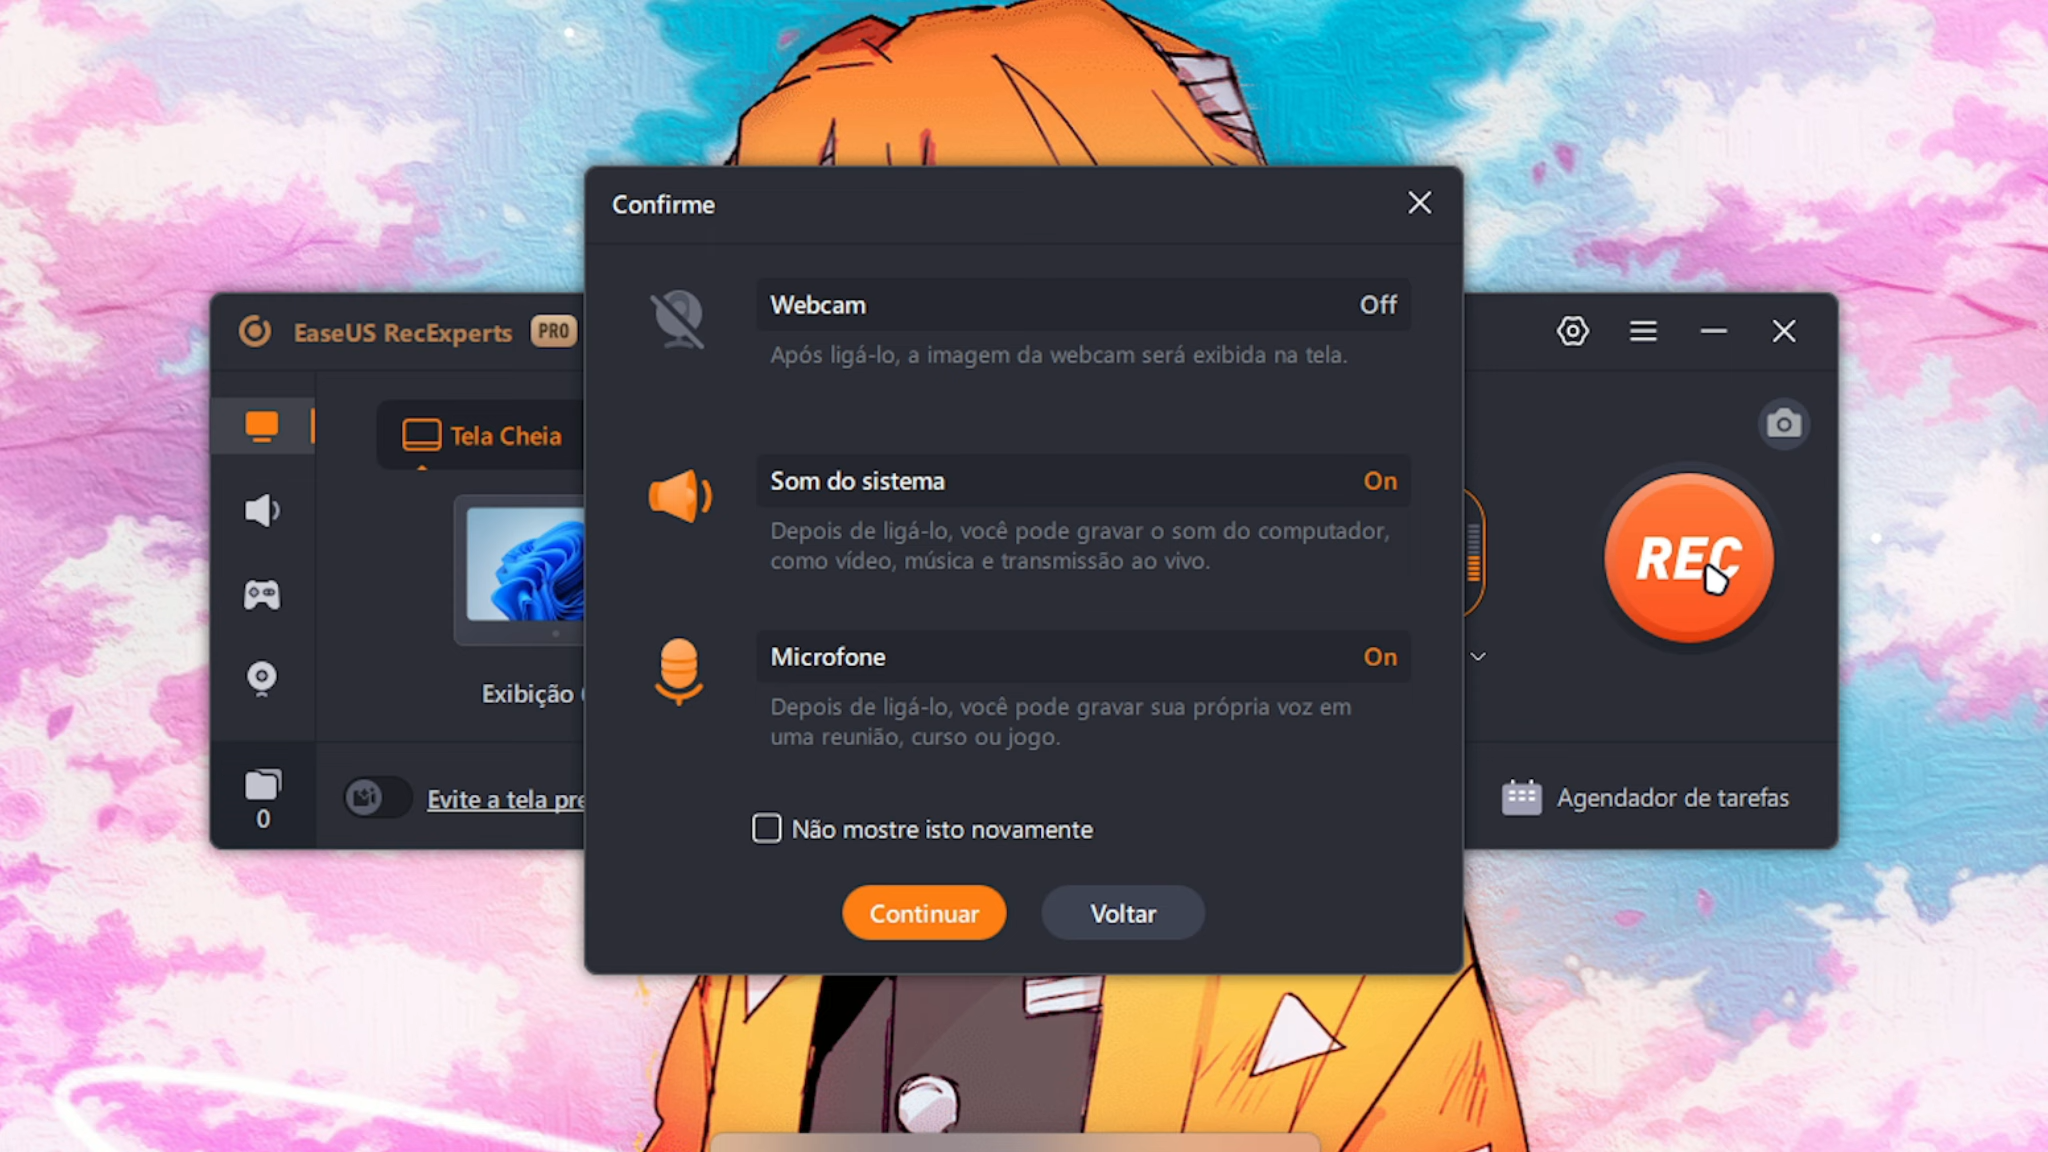 Confirme
Webcam Off
Após ligá-lo, a imagem da webcam será exibida na tela.
Som do sistema On
Depois de ligá-lo, você pode gravar o som do computador,
como vídeo, música e transmissão ao vivo.
Microfone On
Depois de ligá-lo, você pode gravar sua própria voz em
uma reunião, curso ou jogo.
Não mostre isto novamente
Continuar Voltar
EaseUS RecExperts PRO
Tela Cheia
REC
Exibição
0
Evite a tela
Agendador de tarefas